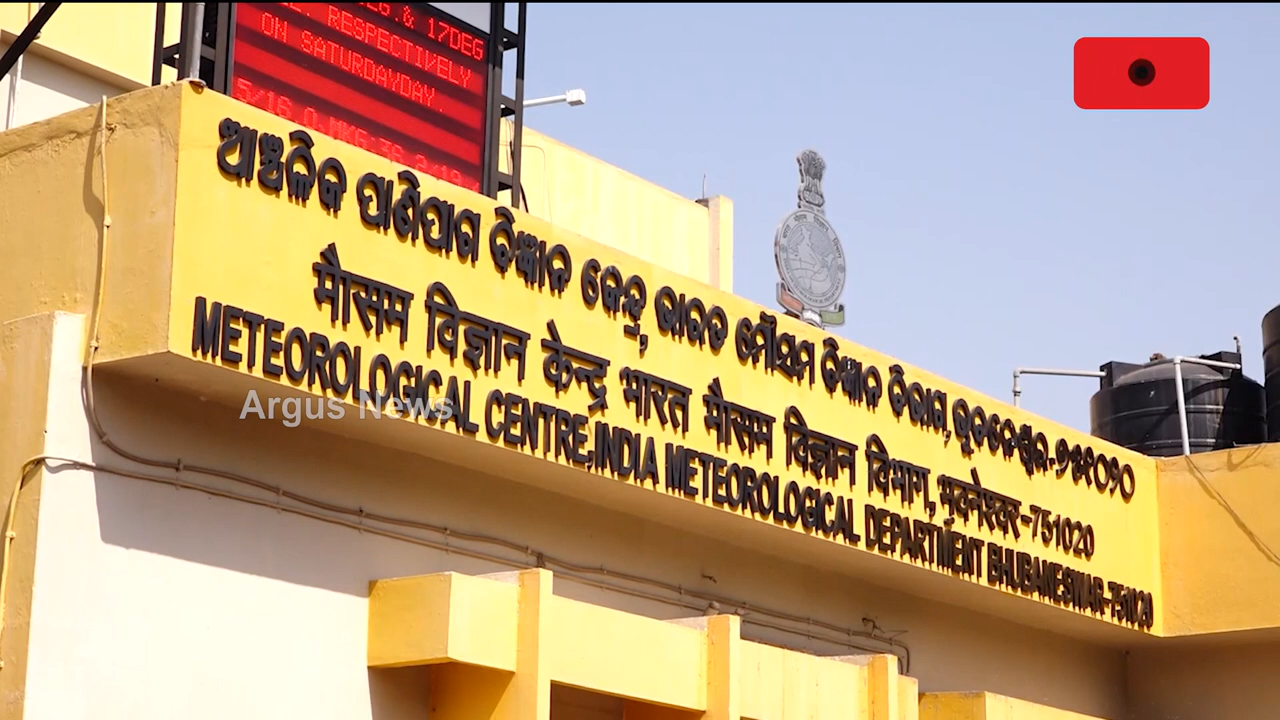 & 17DEG
RESPECTIVELY
ON SATURDAYDAY.
ଆଞ୍ଚଳିକ ପାଣିପାଗ ବିଜ୍ଞାନ କେନ୍ଦ୍ର, ଭାରତ ମୌସମ ବିଜ୍ଞାନ ବିଭାଗ, ଭୁବନେଶ୍ୱର-୭୫୧୦୨୦
मौसम विज्ञान केन्द्र भारत मौसम विज्ञान विभाग, भुवनेश्वर-751020
METEOROLOGICAL CENTRE,INDIA METEOROLOGICAL DEPARTMENT BHUBANESWAR-751020
Argus News